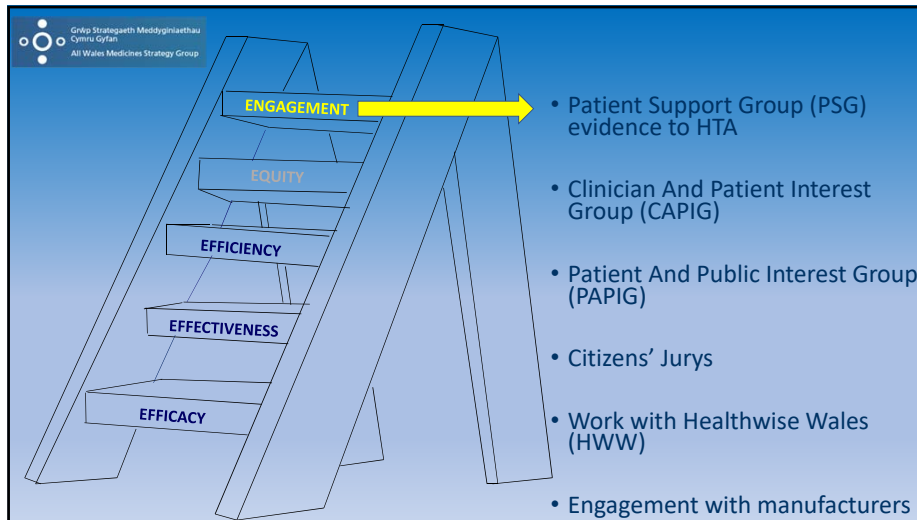 Grŵp Strategaeth Meddyginiaethau
Cymru Gyfan
All Wales Medicines Strategy Group
ENGAGEMENT
EQUITY
EFFICIENCY
EFFECTIVENESS
EFFICACY
• Patient Support Group (PSG)
evidence to HTA
• Clinician And Patient Interest
Group (CAPIG)
• Patient And Public Interest Group
(PAPIG)
• Citizens' Jurys
• Work with Healthwise Wales
(HWW)
• Engagement with manufacturers